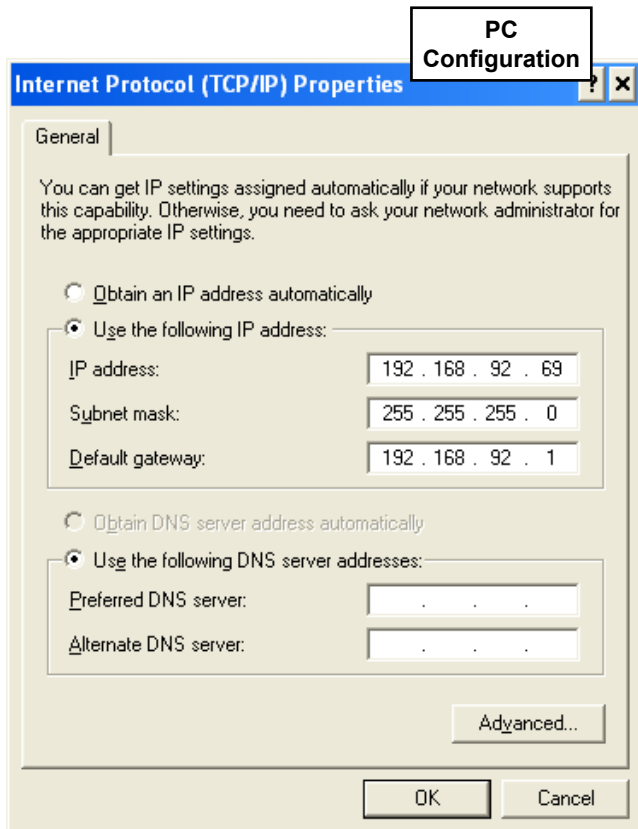 PC
Configuration
Internet Protocol (TCP/IP) Properties
?
General
You can get IP settings assigned automatically if your network supports
this capability. Otherwise, you need to ask your network administrator for
the appropriate IP settings.
Obtain an IP address automatically
Use the following IP address:
IP address: 192 . 168 . 92 . 69
Subnet mask: 255 . 255 . 255 . 0
Default gateway: 192 . 168 . 92 . 1
Obtain DNS server address automatically
Use the following DNS server addresses:
Preferred DNS server: . . .
Alternate DNS server: . . .
Advanced...
OK Cancel